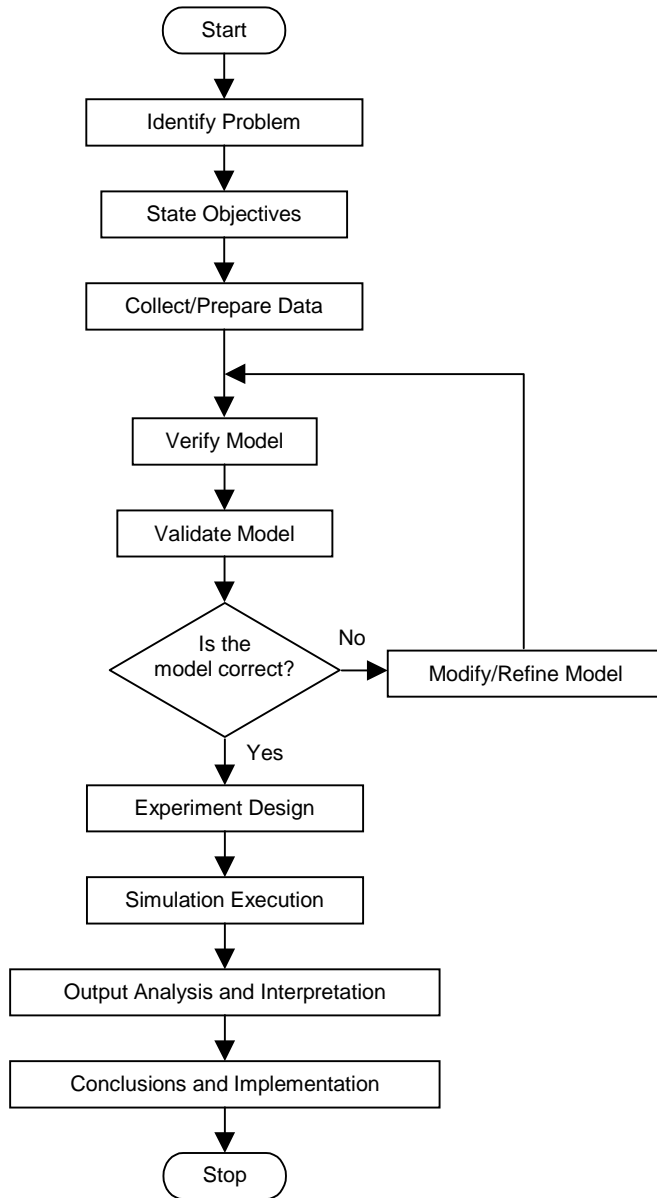 Start
Identify Problem
State Objectives
Collect/Prepare Data
Verify Model
Validate Model
Is the
model correct?
No
Modify/Refine Model
Yes
Experiment Design
Simulation Execution
Output Analysis and Interpretation
Conclusions and Implementation
Stop